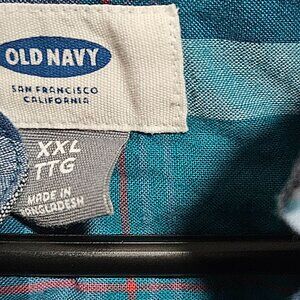 OLD NAVY
SAN FRANCISCO
CALIFORNIA
XXL
TTG
MADE IN
BANGLADESH